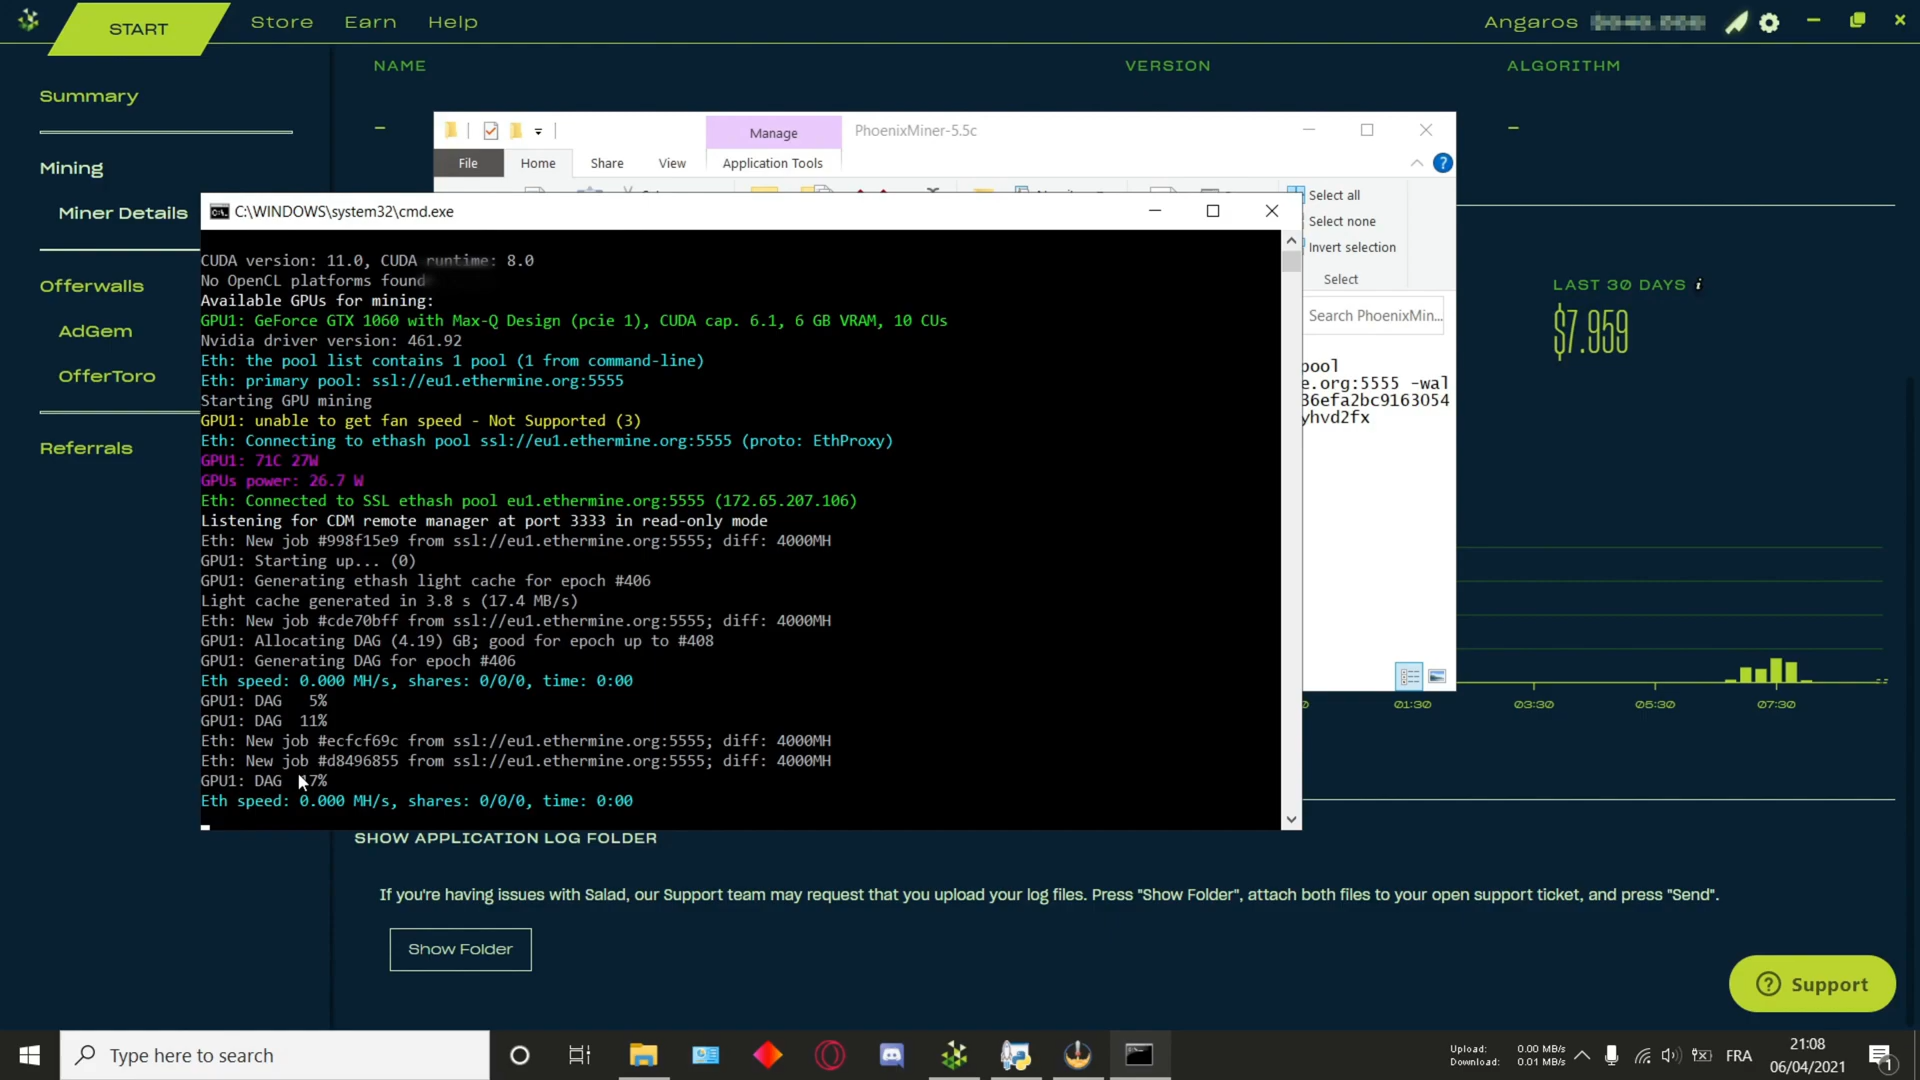 START
Store
Earn
Help
Angaros
Summary
Mining
Miner Details
Offerwalls
AdGem
OfferToro
Referrals
NAME
VERSION
ALGORITHM
–
–
Manage
PhoenixMiner-5.5c
File
Home
Share
View
Application Tools
Select all
Select none
Invert selection
Select
Search PhoenixMin...
pool
e.org:5555 -wal
36efa2bc9163054
yhvd2fx
C:\WINDOWS\system32\cmd.exe
CUDA version: 11.0, CUDA runtime: 8.0
No OpenCL platforms found
Available GPUs for mining:
GPU1: GeForce GTX 1060 with Max-Q Design (pcie 1), CUDA cap. 6.1, 6 GB VRAM, 10 CUs
Nvidia driver version: 461.92
Eth: the pool list contains 1 pool (1 from command-line)
Eth: primary pool: ssl://eu1.ethermine.org:5555
Starting GPU mining
GPU1: unable to get fan speed - Not Supported (3)
Eth: Connecting to ethash pool ssl://eu1.ethermine.org:5555 (proto: EthProxy)
GPU1: 71C 27W
GPUs power: 26.7 W
Eth: Connected to SSL ethash pool eu1.ethermine.org:5555 (172.65.207.106)
Listening for CDM remote manager at port 3333 in read-only mode
Eth: New job #998f15e9 from ssl://eu1.ethermine.org:5555; diff: 4000MH
GPU1: Starting up... (0)
GPU1: Generating ethash light cache for epoch #406
Light cache generated in 3.8 s (17.4 MB/s)
Eth: New job #cde70bff from ssl://eu1.ethermine.org:5555; diff: 4000MH
GPU1: Allocating DAG (4.19) GB; good for epoch up to #408
GPU1: Generating DAG for epoch #406
Eth speed: 0.000 MH/s, shares: 0/0/0, time: 0:00
GPU1: DAG 5%
GPU1: DAG 11%
Eth: New job #ecfcf69c from ssl://eu1.ethermine.org:5555; diff: 4000MH
Eth: New job #d8496855 from ssl://eu1.ethermine.org:5555; diff: 4000MH
GPU1: DAG 17%
Eth speed: 0.000 MH/s, shares: 0/0/0, time: 0:00
LAST 30 DAYS
$7.959
01:30
03:30
05:30
07:30
SHOW APPLICATION LOG FOLDER
If you're having issues with Salad, our Support team may request that you upload your log files. Press "Show Folder", attach both files to your open support ticket, and press "Send".
Show Folder
Support
Type here to search
Upload: 0.00 MB/s
Download: 0.01 MB/s
FRA
21:08
06/04/2021
1